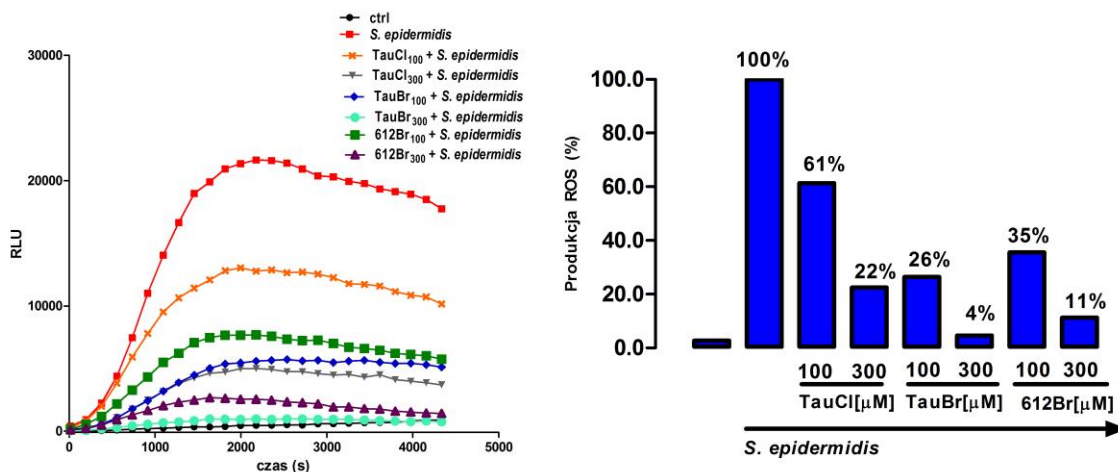 ctrl
S. epidermidis
TauCl100 + S. epidermidis
TauCl300 + S. epidermidis
TauBr100 + S. epidermidis
TauBr300 + S. epidermidis
612Br100 + S. epidermidis
612Br300 + S. epidermidis
30000
20000
10000
0
RLU
0 1000 2000 3000 4000 5000
czas (s)
100.0
80.0
60.0
40.0
20.0
0.0
Produkcja ROS (%)
100%
61%
22%
26%
4%
35%
11%
100 300 100 300 100 300
TauCl[μM] TauBr[μM] 612Br[μM]
S. epidermidis